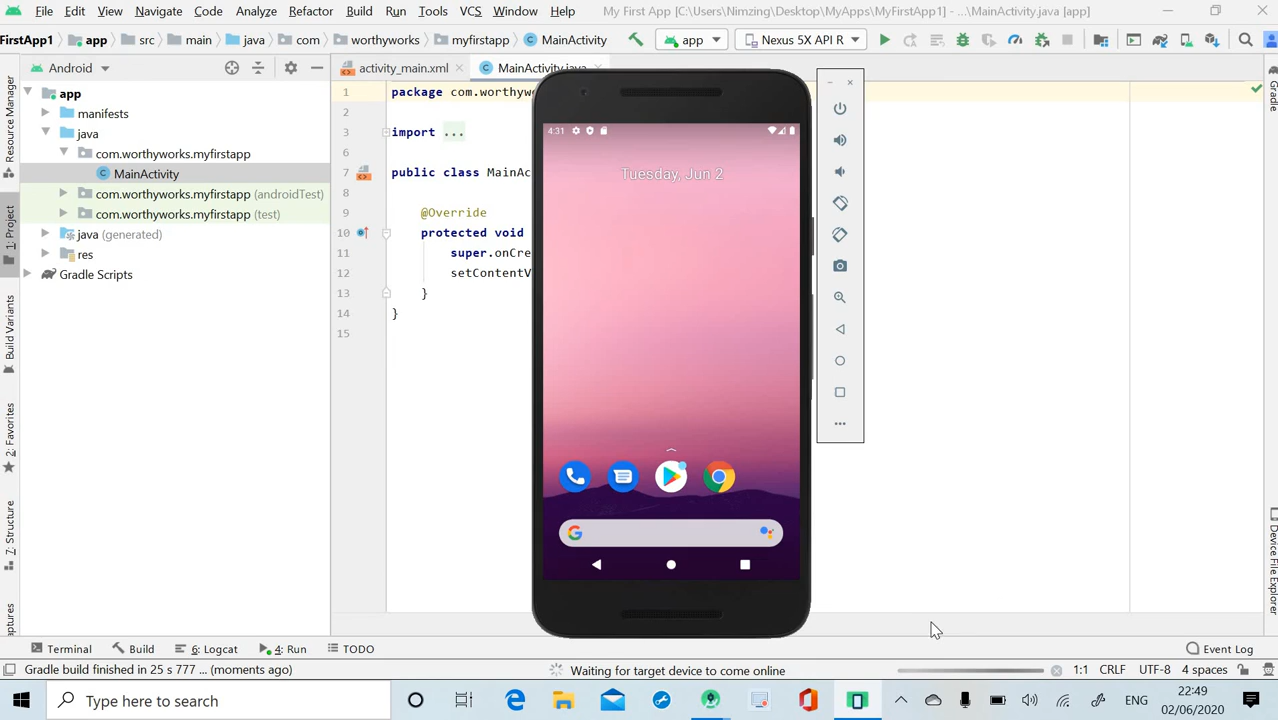 File Edit View Navigate Code Analyze Refactor Build Run Tools VCS Window Help My First App [C:\Users\Nimzing\Desktop\MyApps\MyFirstApp1] - ...\MainActivity.java [app]
FirstApp1 app src main java com worthyworks myfirstapp MainActivity app Nexus 5X API R
Android activity_main.xml MainActivity.java
Resource Manager
1: Project
Build Variants
2: Favorites
7: Structure
app
manifests
java
com.worthyworks.myfirstapp
MainActivity
com.worthyworks.myfirstapp (androidTest)
com.worthyworks.myfirstapp (test)
java (generated)
res
Gradle Scripts
1 package com.worthyw
2
3 import ...
6
7 public class MainAc
8
9 @Override
10 protected void
11 super.onCre
12 setContentV
13 }
14 }
15
4:31
Tuesday, Jun 2
Gradle
Device File Explorer
Terminal Build 6: Logcat 4: Run TODO Event Log
Gradle build finished in 25 s 777 ... (moments ago) Waiting for target device to come online 1:1 CRLF UTF-8 4 spaces
Type here to search ENG 22:49
02/06/2020